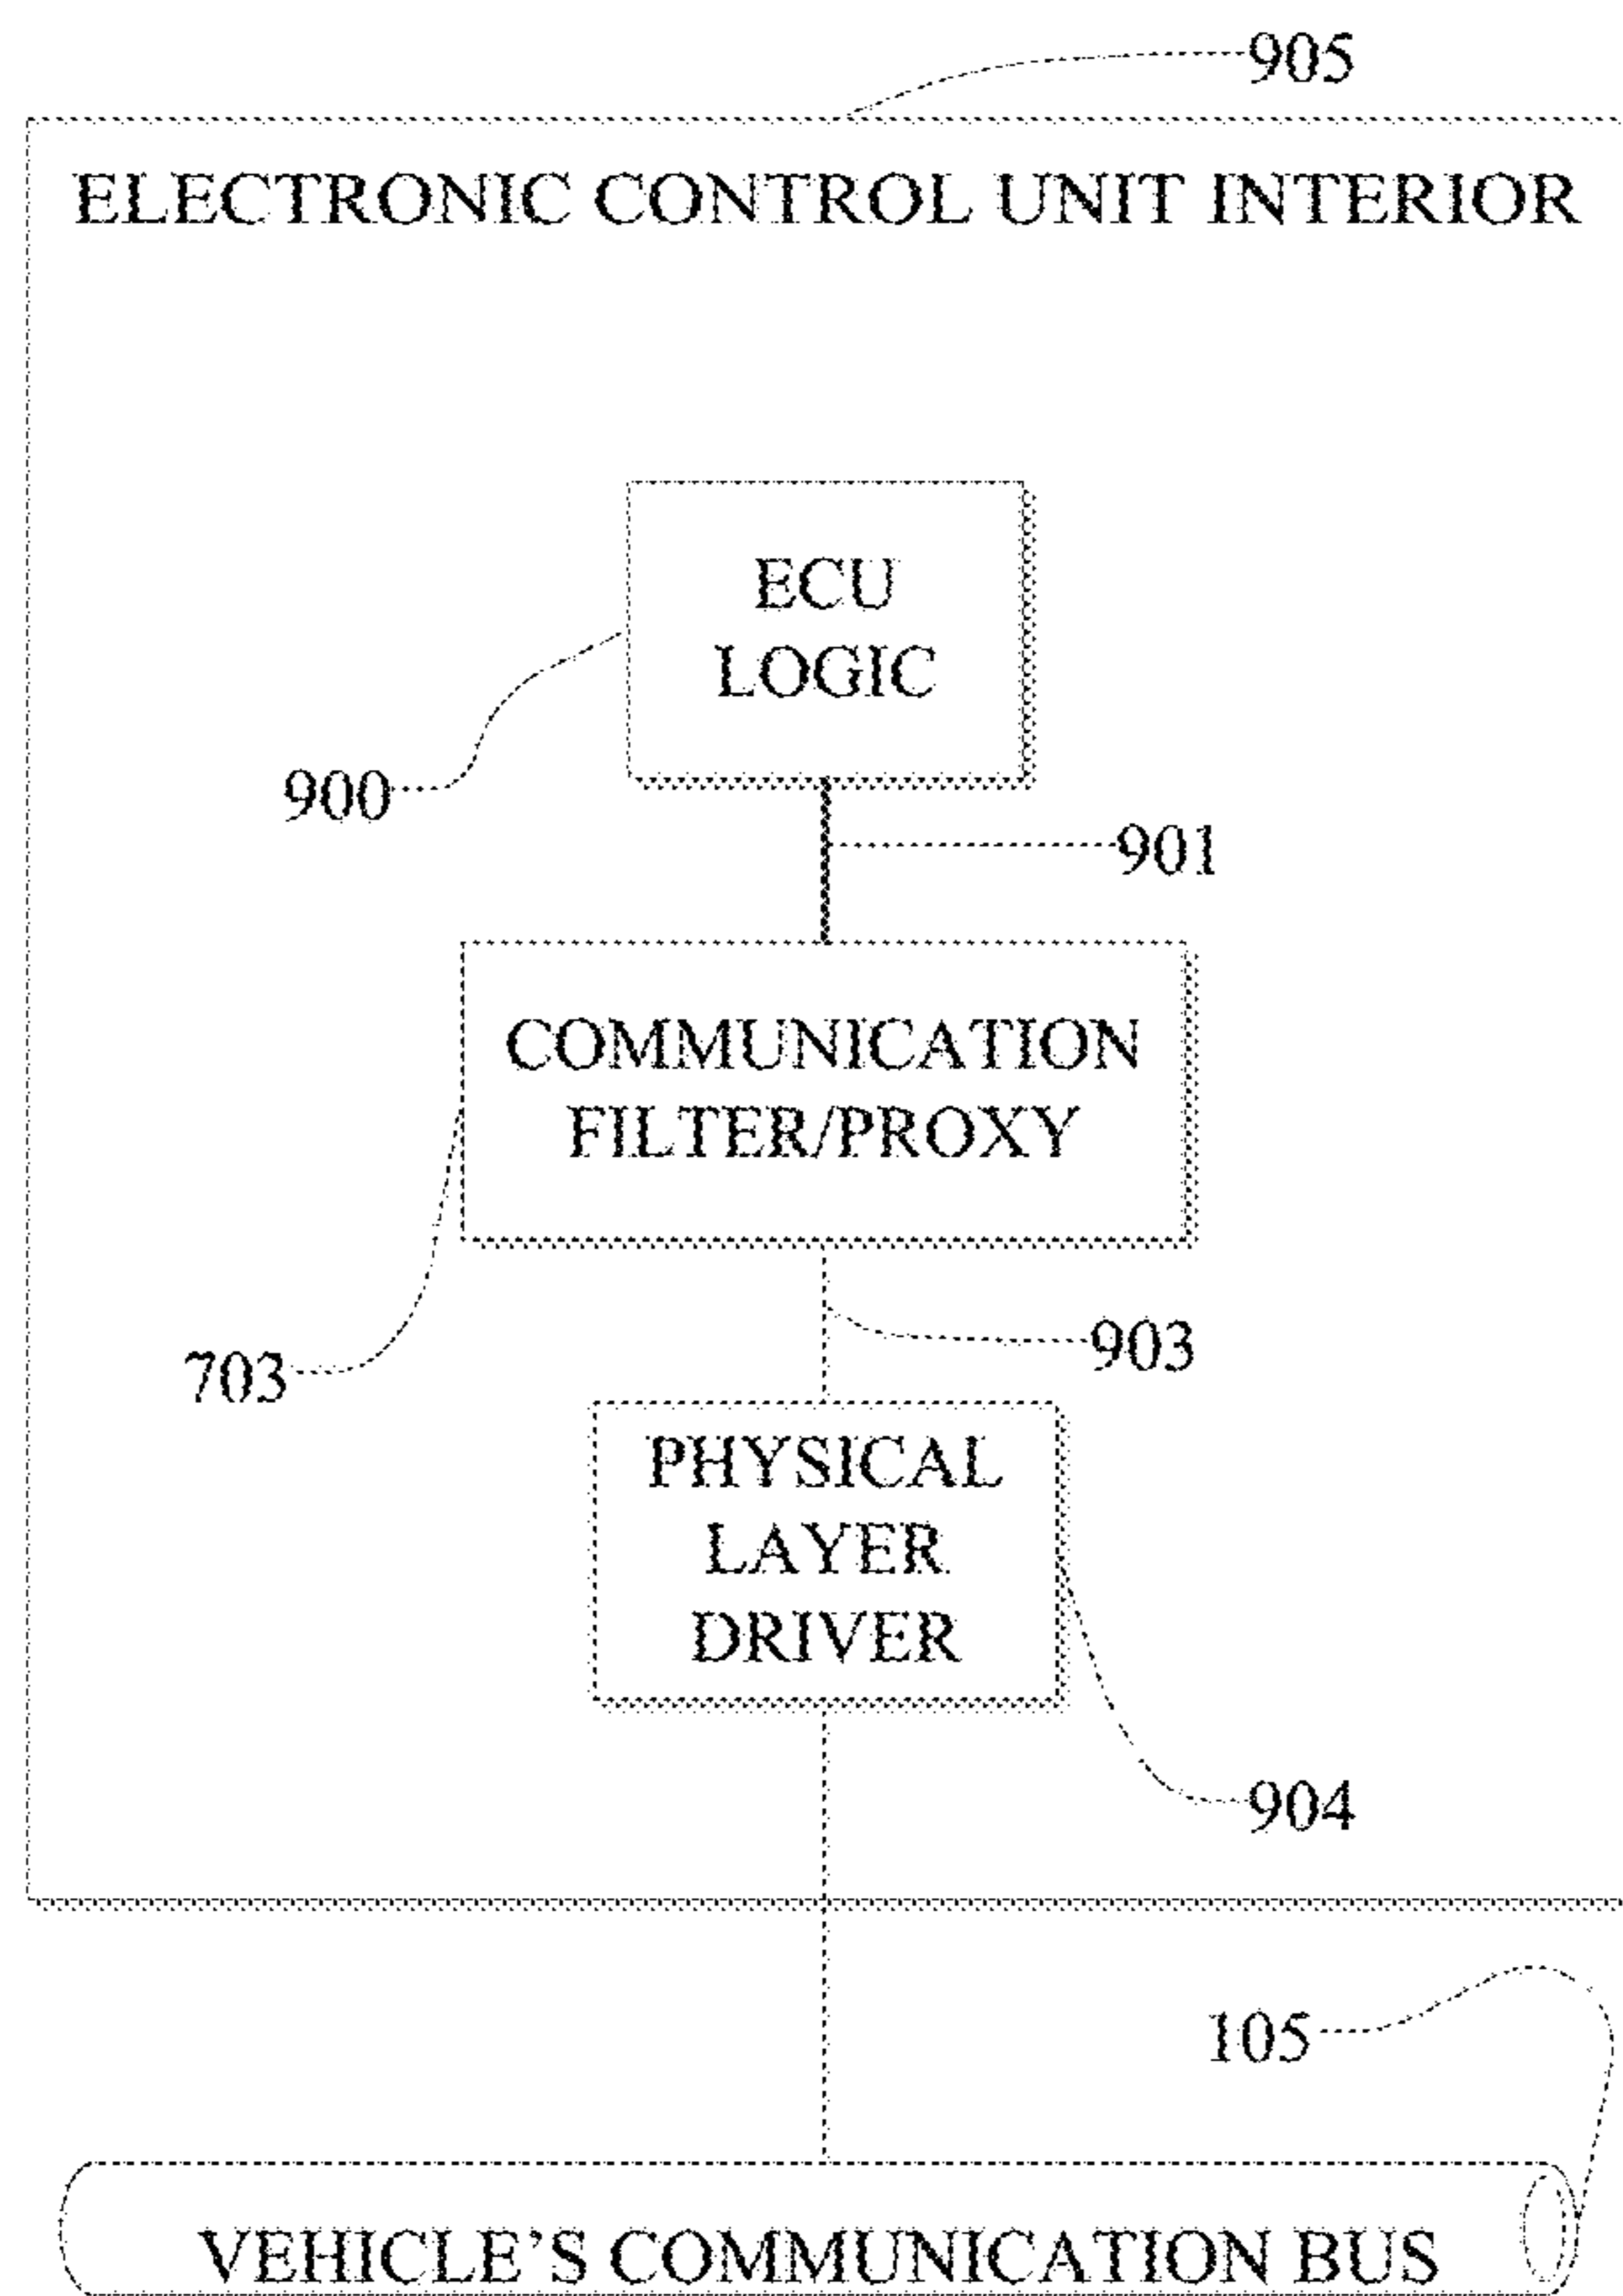 905
ELECTRONIC CONTROL UNIT INTERIOR
ECU
LOGIC
900
901
COMMUNICATION
FILTER/PROXY
703
903
PHYSICAL
LAYER
DRIVER
904
105
VEHICLE'S COMMUNICATION BUS